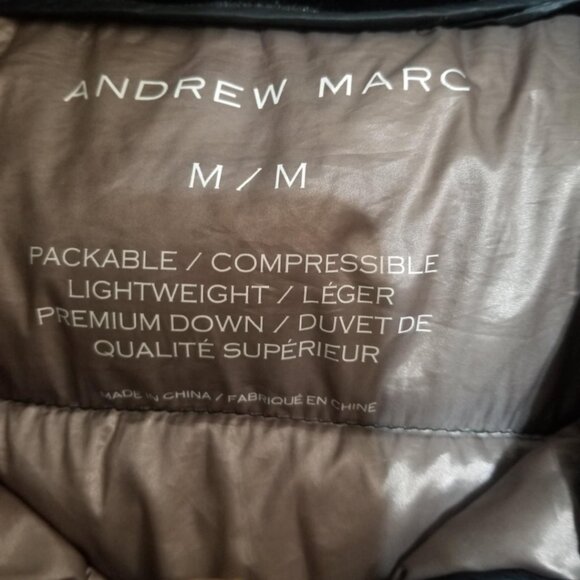 ANDREW MARC
M / M
PACKABLE / COMPRESSIBLE
LIGHTWEIGHT / LÉGER
PREMIUM DOWN / DUVET DE
QUALITÉ SUPÉRIEUR
MADE IN CHINA / FABRIQUÉ EN CHINE